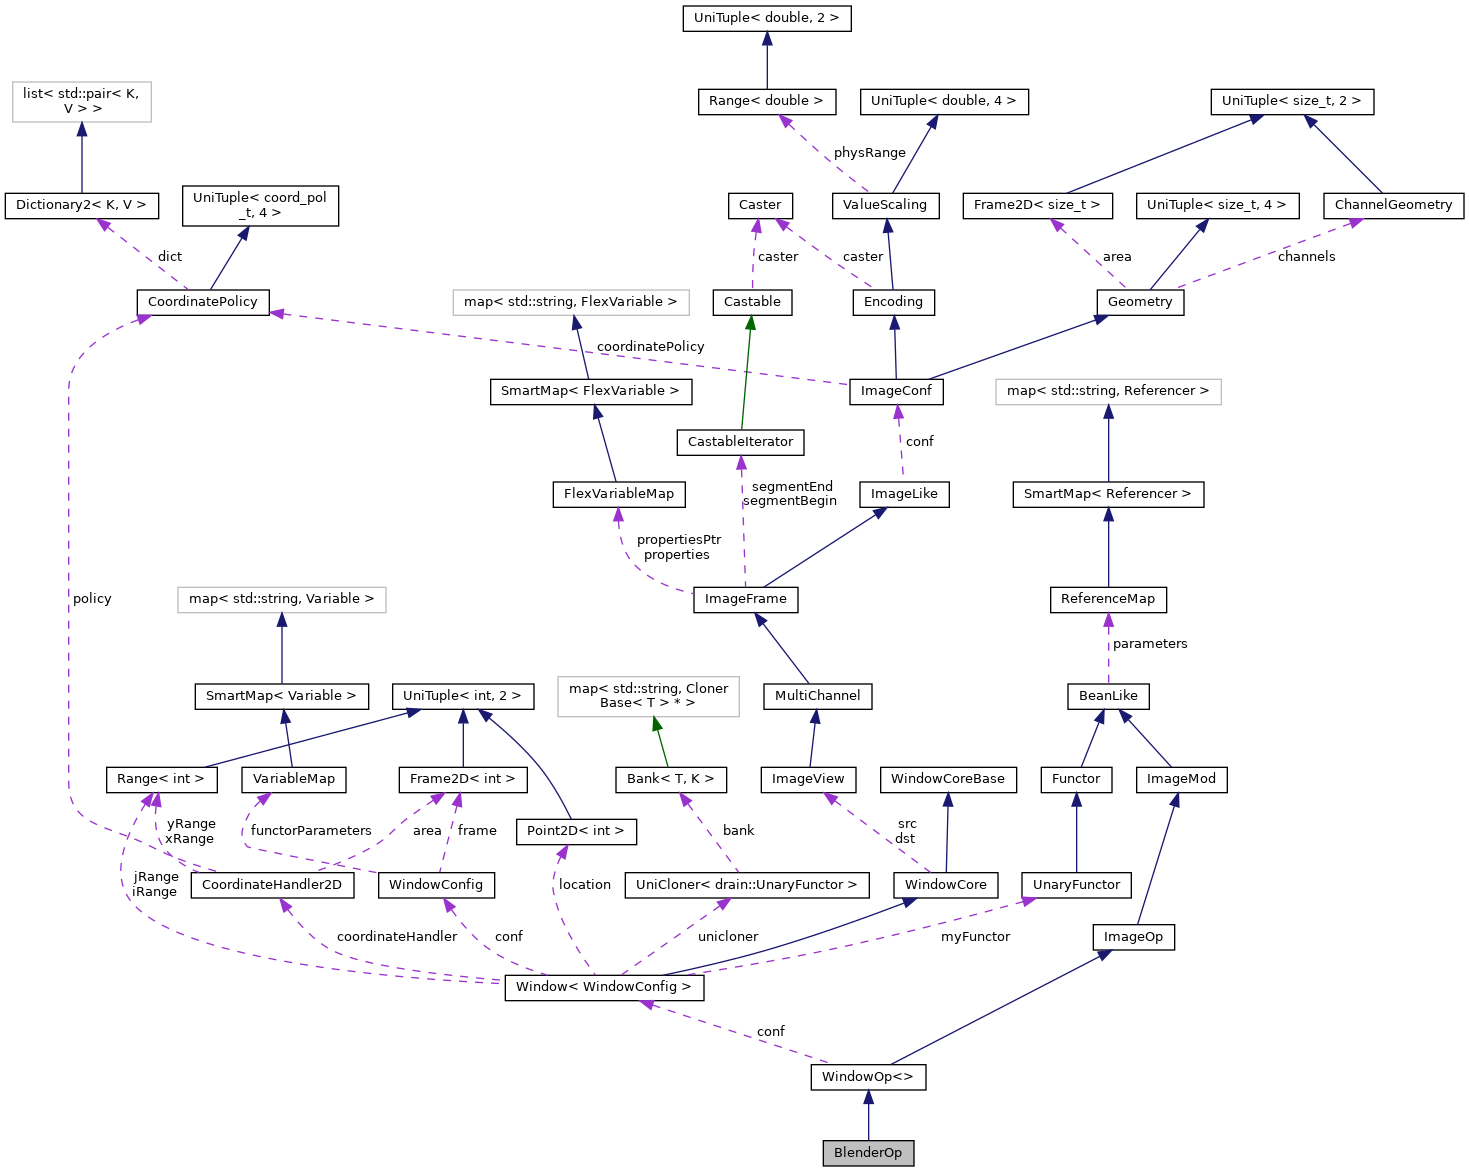 UniTuple< double, 2 >
list< std::pair< K,
V > >
Range< double >
UniTuple< double, 4 >
UniTuple< size_t, 2 >
physRange
Dictionary2< K, V >
UniTuple< coord_pol
_t, 4 >
Caster
ValueScaling
Frame2D< size_t >
UniTuple< size_t, 4 >
ChannelGeometry
dict
caster
caster
area
channels
CoordinatePolicy
map< std::string, FlexVariable >
Castable
Encoding
Geometry
coordinatePolicy
SmartMap< FlexVariable >
ImageConf
map< std::string, Referencer >
CastableIterator
conf
segmentEnd
segmentBegin
FlexVariableMap
ImageLike
SmartMap< Referencer >
propertiesPtr
properties
policy
map< std::string, Variable >
ImageFrame
ReferenceMap
parameters
SmartMap< Variable >
UniTuple< int, 2 >
map< std::string, Cloner
Base< T > * >
MultiChannel
BeanLike
Range< int >
VariableMap
Frame2D< int >
Bank< T, K >
ImageView
WindowCoreBase
Functor
ImageMod
yRange
xRange
functorParameters
area
frame
Point2D< int >
bank
src
dst
jRange
iRange
CoordinateHandler2D
WindowConfig
location
UniCloner< drain::UnaryFunctor >
WindowCore
UnaryFunctor
coordinateHandler
conf
unicloner
myFunctor
ImageOp
Window< WindowConfig >
conf
WindowOp<>
BlenderOp